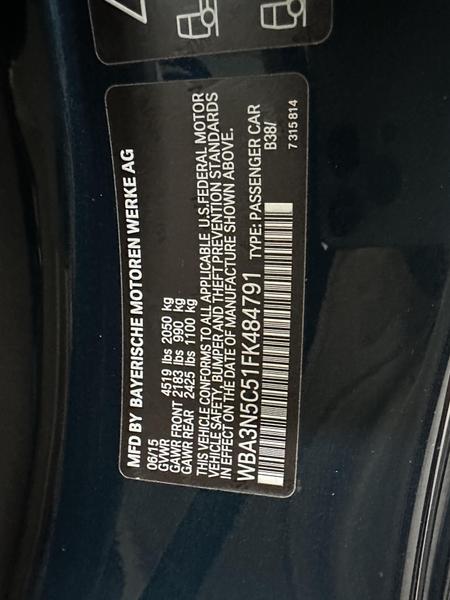 MFD BY BAYERISCHE MOTOREN WERKE AG
06/15
GVWR 4519 lbs 2050 kg
GAWR FRONT 2183 lbs 990 kg
GAWR REAR 2425 lbs 1100 kg
THIS VEHICLE CONFORMS TO ALL APPLICABLE U.S.FEDERAL MOTOR
VEHICLE SAFETY, BUMPER AND THEFT PREVENTION STANDARDS
IN EFFECT ON THE DATE OF MANUFACTURE SHOWN ABOVE.
WBA3N5C51FK484791 TYPE: PASSENGER CAR
B38/
7 315 814